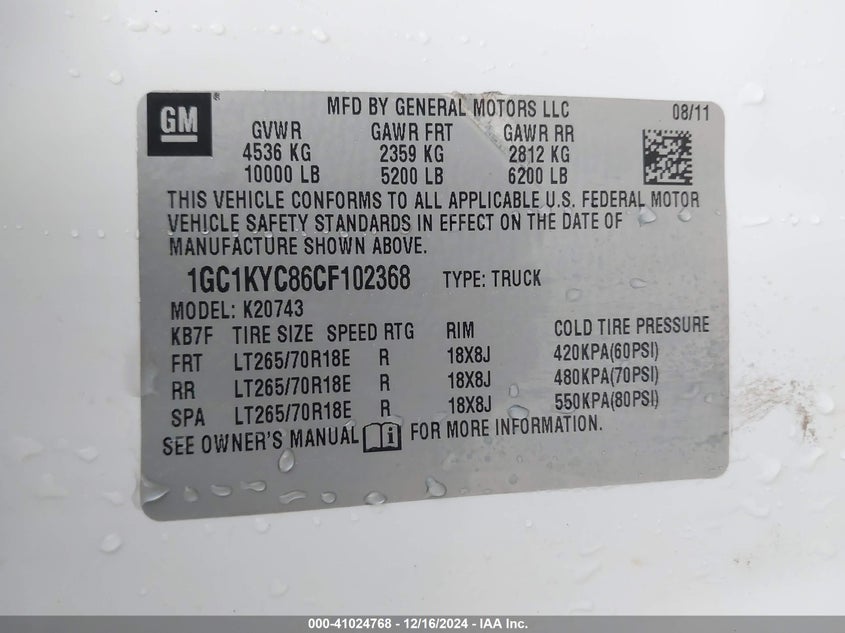 GM
MFD BY GENERAL MOTORS LLC 08/11
GVWR GAWR FRT GAWR RR
4536 KG 2359 KG 2812 KG
10000 LB 5200 LB 6200 LB
THIS VEHICLE CONFORMS TO ALL APPLICABLE U.S. FEDERAL MOTOR
VEHICLE SAFETY STANDARDS IN EFFECT ON THE DATE OF
MANUFACTURE SHOWN ABOVE.
1GC1KYC86CF102368 TYPE: TRUCK
MODEL: K20743
KB7F TIRE SIZE SPEED RTG RIM COLD TIRE PRESSURE
FRT LT265/70R18E R 18X8J 420KPA(60PSI)
RR LT265/70R18E R 18X8J 480KPA(70PSI)
SPA LT265/70R18E R 18X8J 550KPA(80PSI)
SEE OWNER'S MANUAL i FOR MORE INFORMATION.
000-41024768 - 12/16/2024 - IAA Inc.